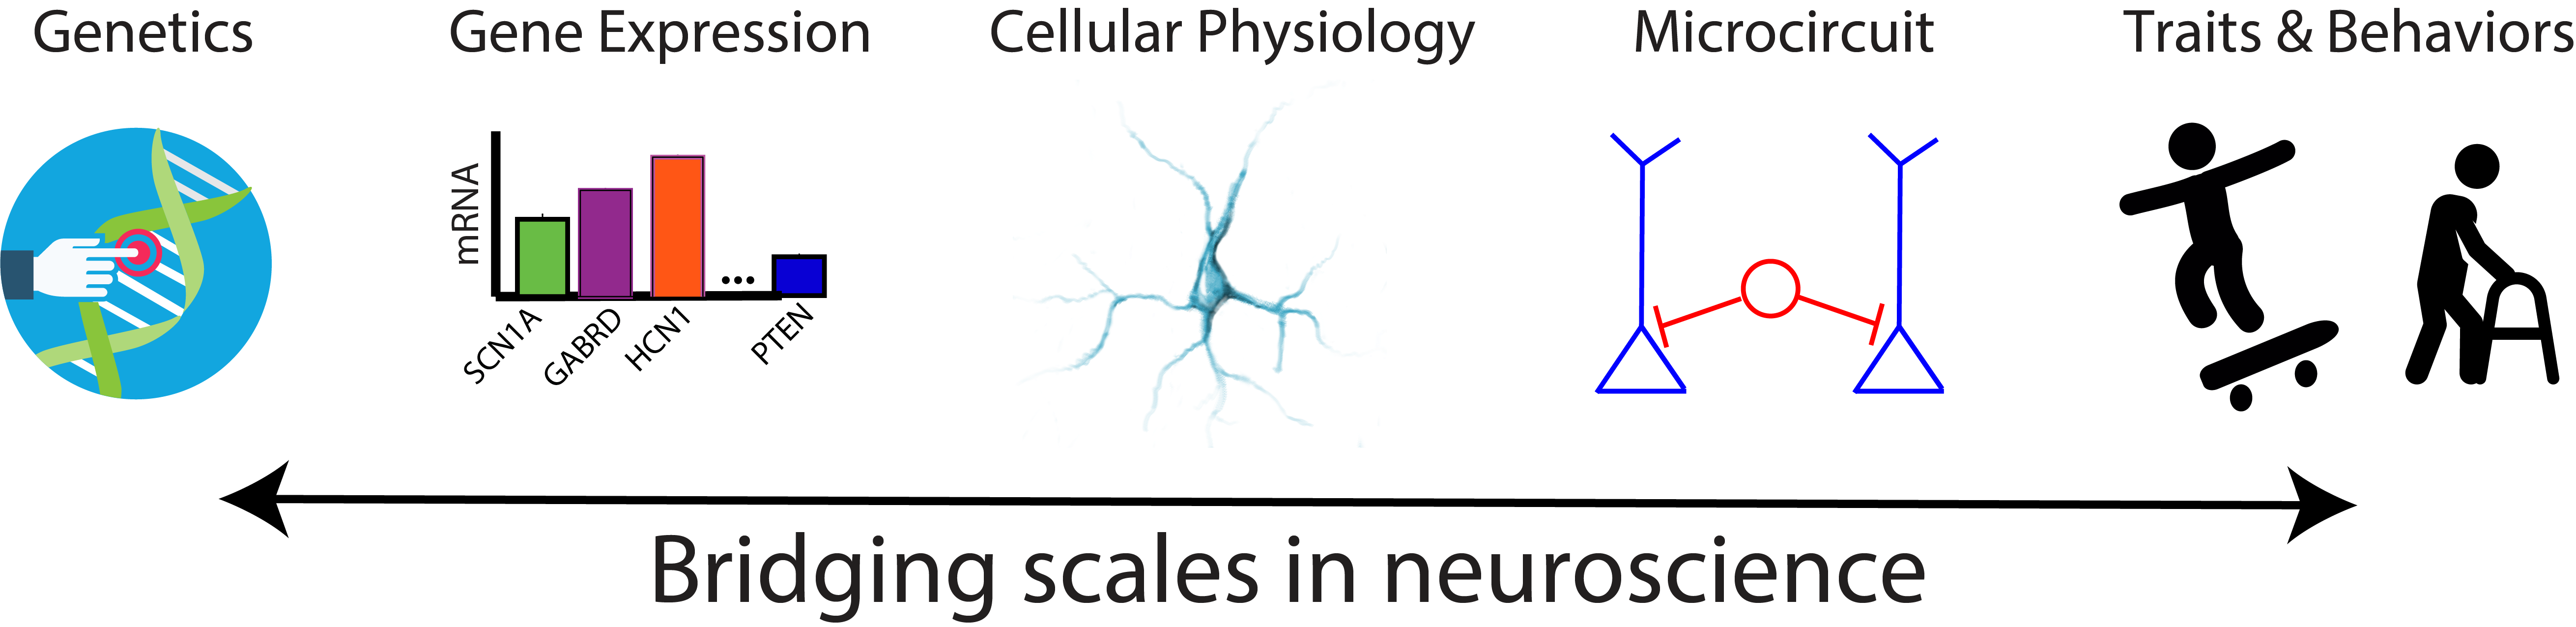 Genetics
Gene Expression
Cellular Physiology
Microcircuit
Traits & Behaviors
mRNA
...
SCN1A
GABRD
HCN1
PTEN
Bridging scales in neuroscience